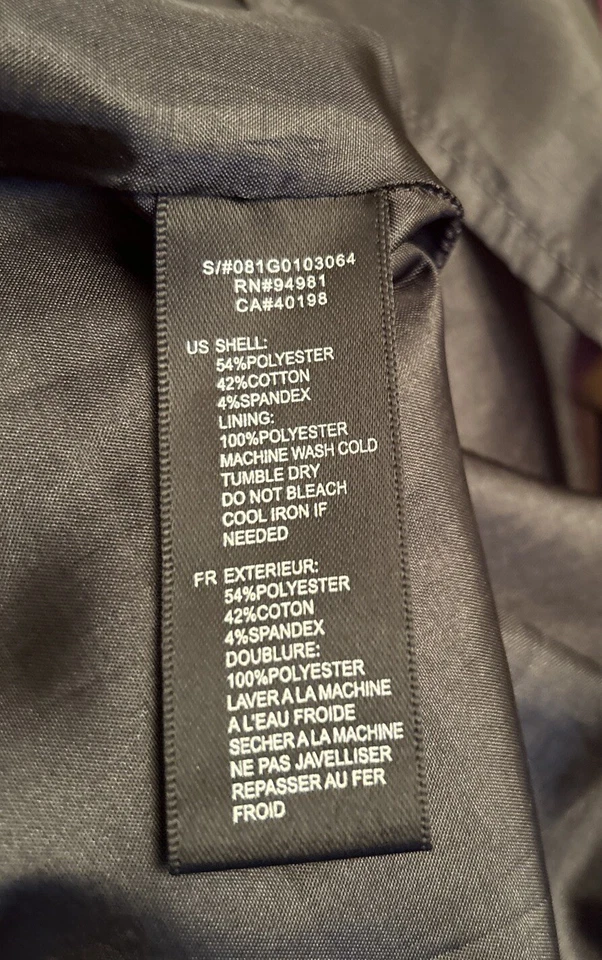 S/#081G0103064
RN#94981
CA#40198
US SHELL:
54%POLYESTER
42%COTTON
4%SPANDEX
LINING:
100%POLYESTER
MACHINE WASH COLD
TUMBLE DRY
DO NOT BLEACH
COOL IRON IF
NEEDED
FR EXTERIEUR:
54%POLYESTER
42%COTON
4%SPANDEX
DOUBLURE:
100%POLYESTER
LAVER A LA MACHINE
A L'EAU FROIDE
SECHER A LA MACHINE
NE PAS JAVELLISER
REPASSER AU FER
FROID